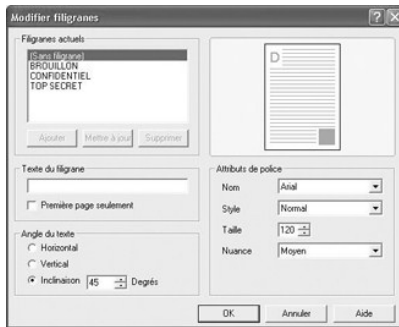 Modifier filigranes
Filigranes actuels
(Sans filigrane)
BROUILLON
CONFIDENTIEL
TOP SECRET
Ajouter Mettre à jour Supprimer
D
Texte du filigrane
Première page seulement
Angle du texte
Horizontal
Vertical
Inclinaison 45 Degrés
Attributs de police
Nom Arial
Style Normal
Taille 120
Nuance Moyen
OK Annuler Aide